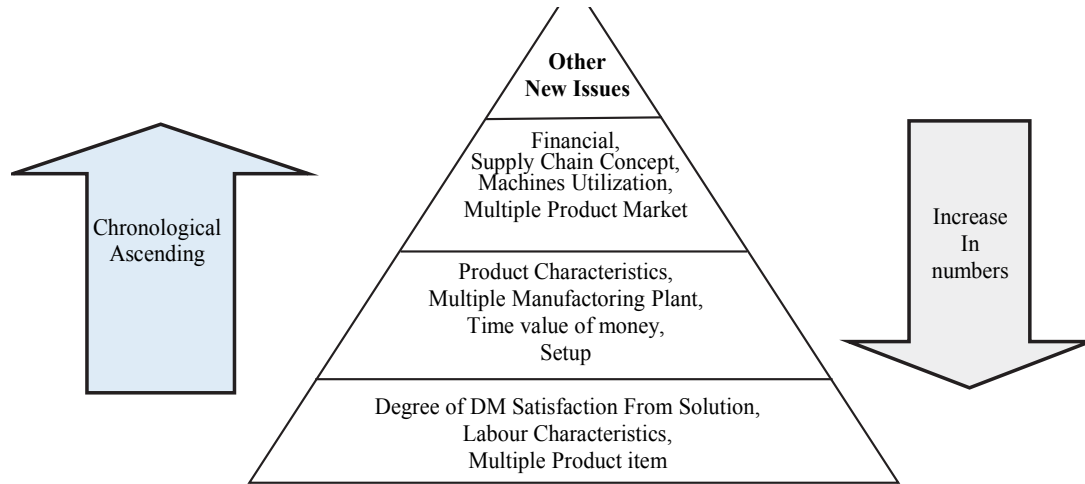 Other
New Issues
Financial,
Supply Chain Concept,
Machines Utilization,
Multiple Product Market
Chronological
Ascending
Increase
In
numbers
Product Characteristics,
Multiple Manufactoring Plant,
Time value of money,
Setup
Degree of DM Satisfaction From Solution,
Labour Characteristics,
Multiple Product item